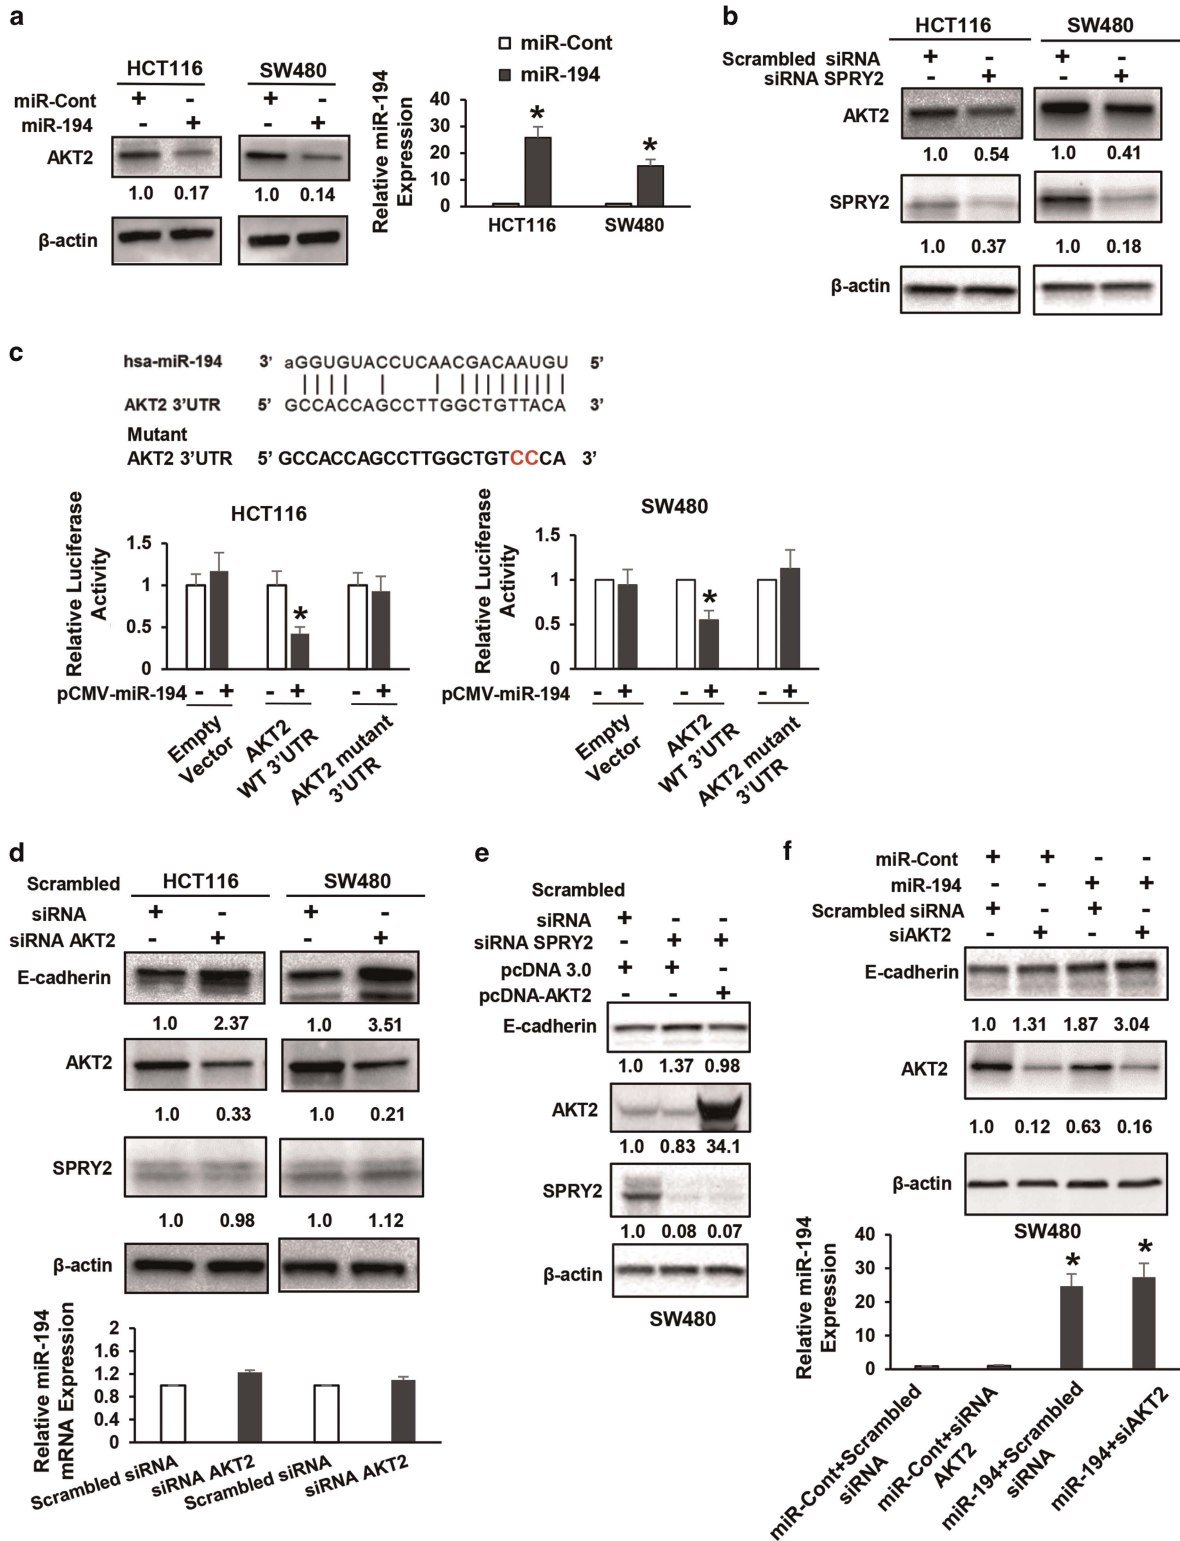 a
HCT116 SW480
miR-Cont + - + -
miR-194 - + - +
AKT2
1.0 0.17 1.0 0.14
β-actin
miR-Cont
miR-194
Relative miR-194
Expression
40
30
20
10
0
* *
HCT116 SW480
b
HCT116 SW480
Scrambled siRNA + - + -
siRNA SPRY2 - + - +
AKT2
1.0 0.54 1.0 0.41
SPRY2
1.0 0.37 1.0 0.18
β-actin
c
hsa-miR-194 3’ aGGUGUACCUCAACGACAAUGU 5’
AKT2 3’UTR 5’ GCCACCAGCCTTGGCTGTTACA 3’
Mutant
AKT2 3’UTR 5’ GCCACCAGCCTTGGCTGTCCCA 3’
HCT116
Relative Luciferase
Activity
1.5
1
0.5
0
*
pCMV-miR-194 - + - + - +
Empty
Vector
AKT2
WT 3’UTR
AKT2 mutant
3’UTR
SW480
Relative Luciferase
Activity
1.5
1
0.5
0
*
pCMV-miR-194 - + - + - +
Empty
Vector
AKT2
WT 3’UTR
AKT2 mutant
3’UTR
d
Scrambled HCT116 SW480
siRNA + - + -
siRNA AKT2 - + - +
E-cadherin
1.0 2.37 1.0 3.51
AKT2
1.0 0.33 1.0 0.21
SPRY2
1.0 0.98 1.0 1.12
β-actin
Relative miR-194
mRNA Expression
2
1.6
1.2
0.8
0.4
0
Scrambled siRNA
siRNA AKT2
Scrambled siRNA
siRNA AKT2
e
Scrambled
siRNA + - -
siRNA SPRY2 - + +
pcDNA 3.0 + + -
pcDNA-AKT2 - - +
E-cadherin
1.0 1.37 0.98
AKT2
1.0 0.83 34.1
SPRY2
1.0 0.08 0.07
β-actin
SW480
f
miR-Cont + + - -
miR-194 - - + +
Scrambled siRNA + - + -
siAKT2 - + - +
E-cadherin
1.0 1.31 1.87 3.04
AKT2
1.0 0.12 0.63 0.16
β-actin
SW480
Relative miR-194
Expression
40
30
20
10
0
* *
miR-Cont+Scrambled
siRNA
miR-Cont+siRNA
AKT2
miR-194+Scrambled
siRNA
miR-194+siAKT2